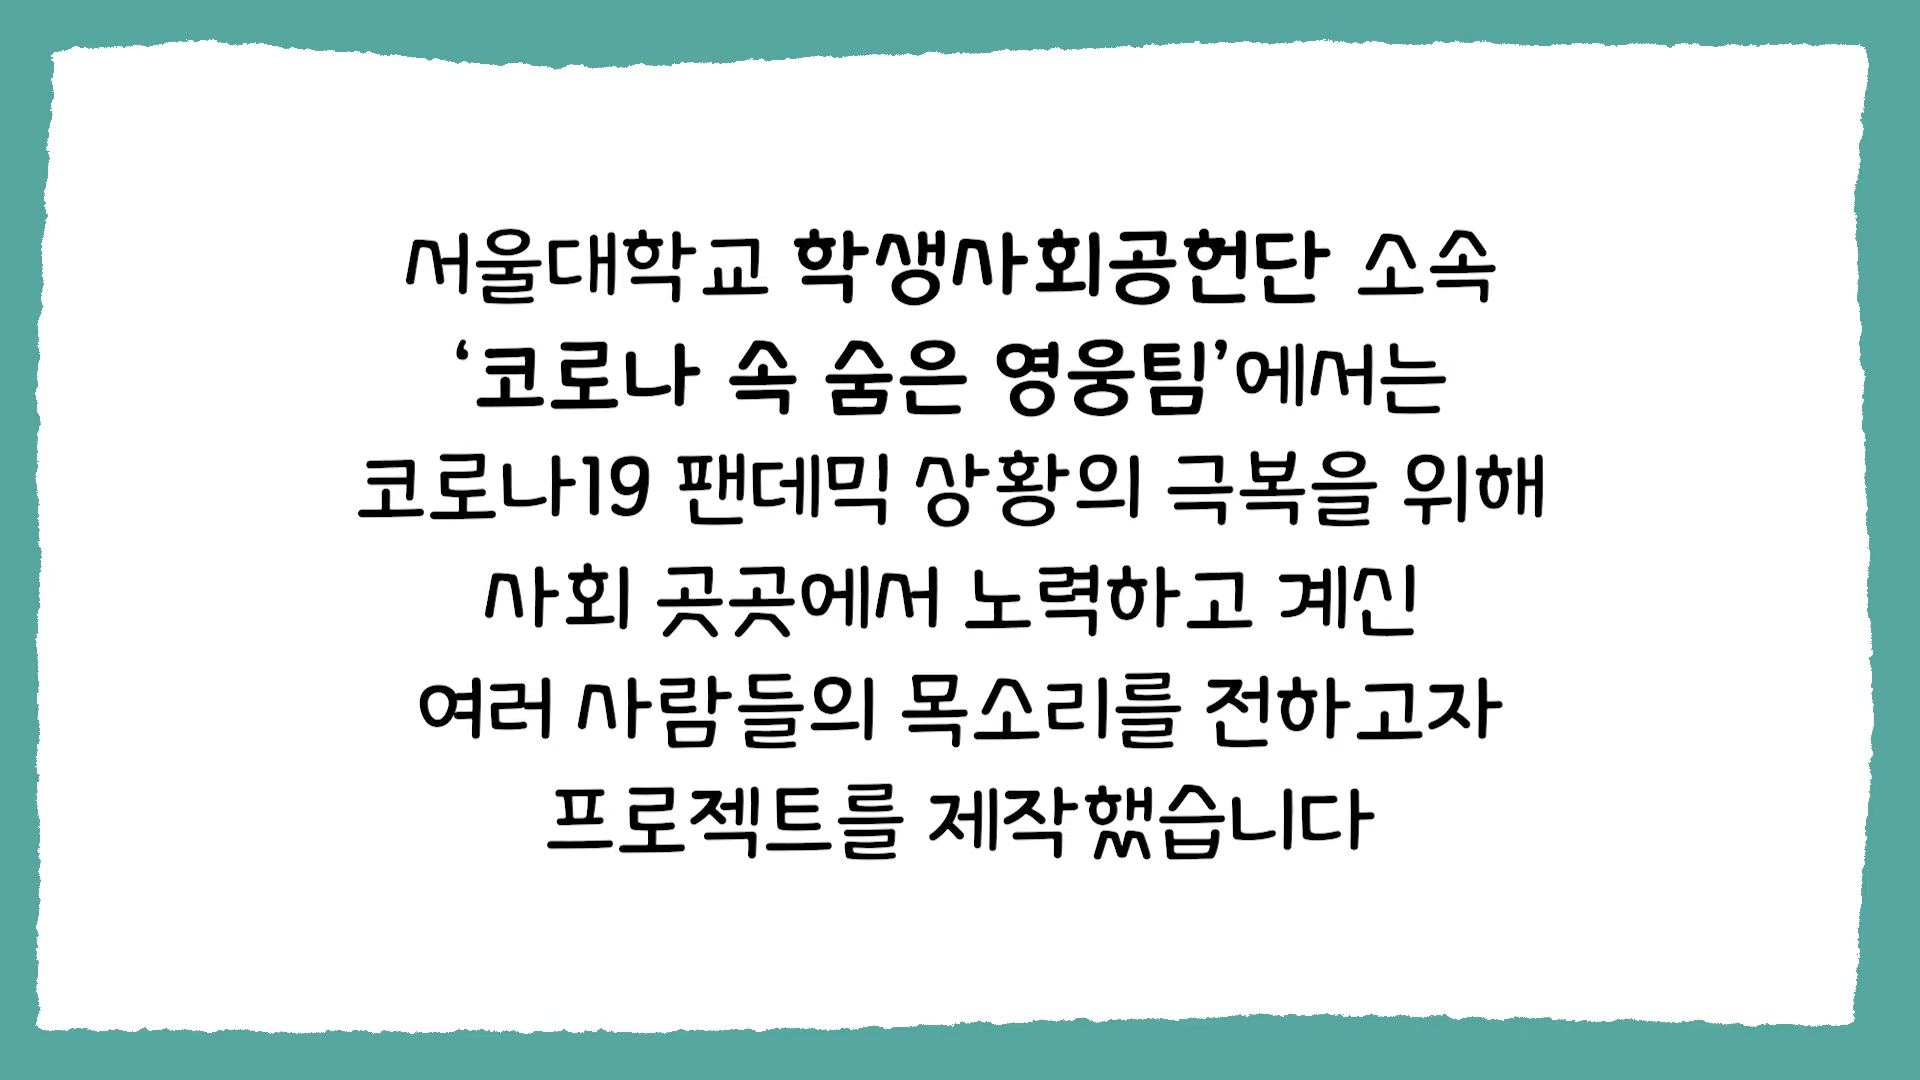 서울대학교 학생사회공헌단 소속
‘코로나 속 숨은 영웅팀’에서는
코로나19 팬데믹 상황의 극복을 위해
사회 곳곳에서 노력하고 계신
여러 사람들의 목소리를 전하고자
프로젝트를 제작했습니다